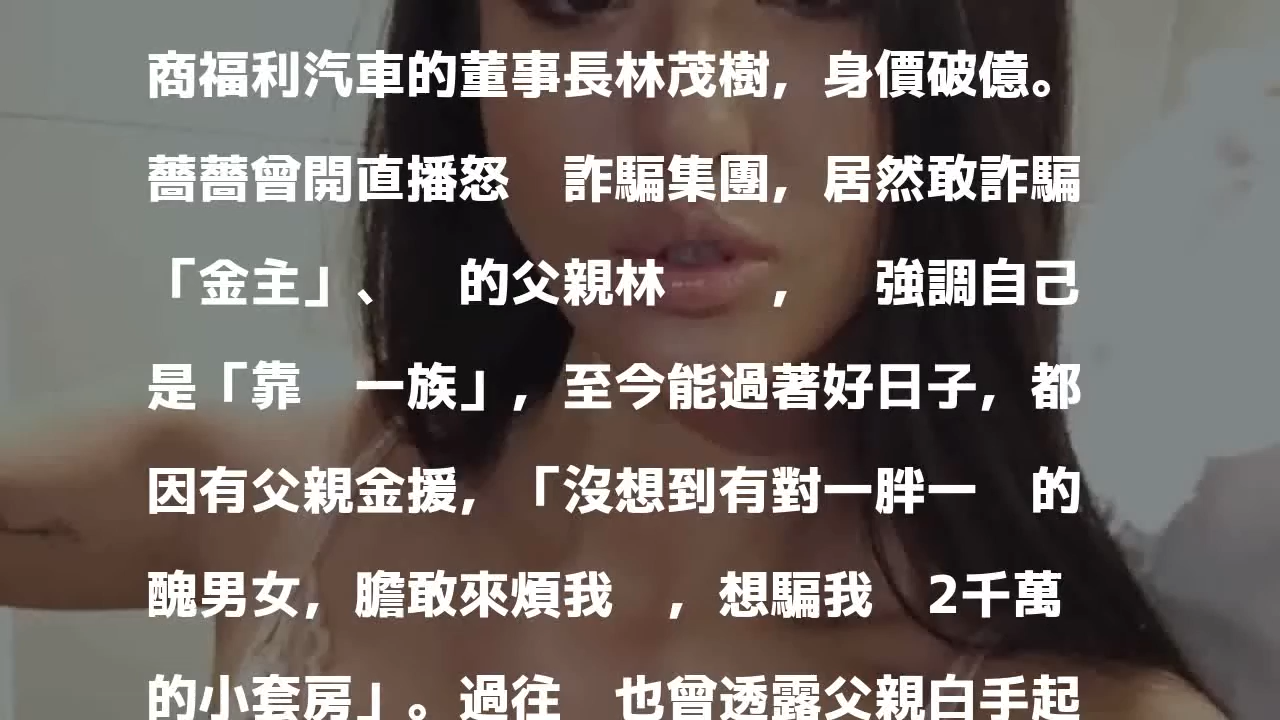 商福利汽車的董事長林茂樹，身價破億。
薔薔曾開直播怒　詐騙集團，居然敢詐騙
「金主」、　的父親林　　，　強調自己
是「靠　一族」，至今能過著好日子，都
因有父親金援，「沒想到有對一胖一　的
醜男女，膽敢來煩我　，想騙我　2千萬
的小套房」。過往　也曾透露父親白手起